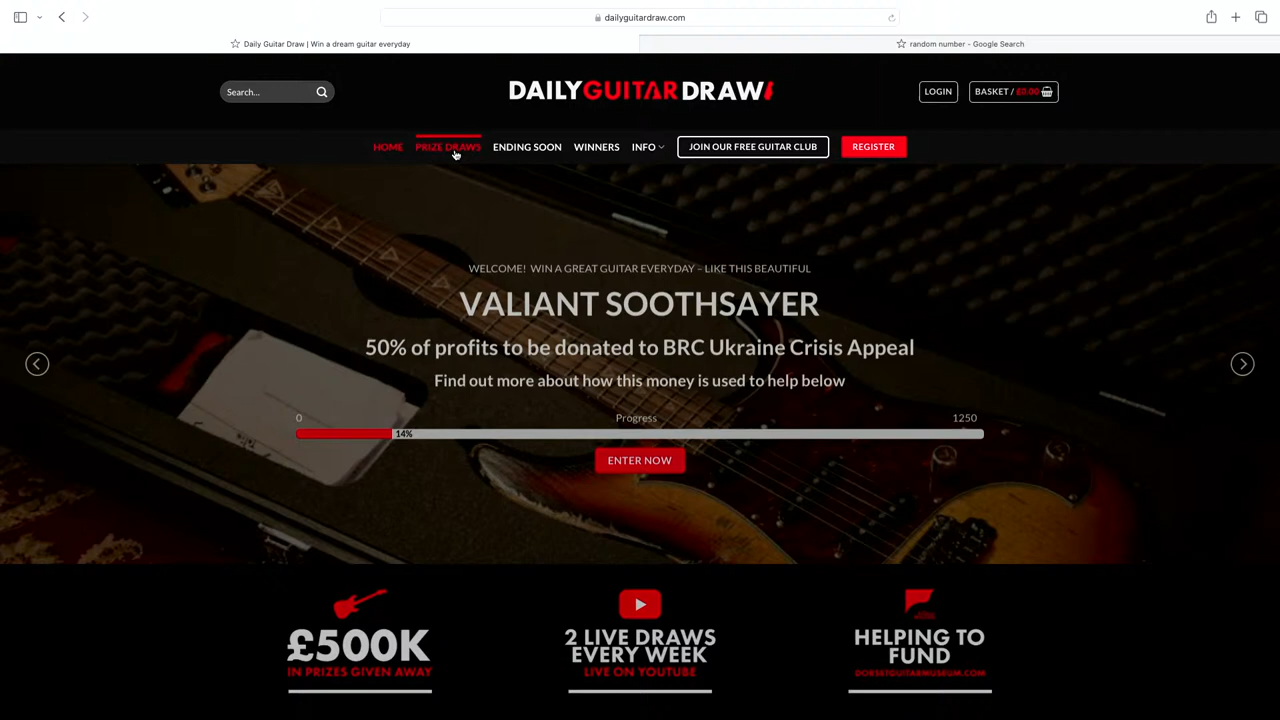 dailyguitardraw.com
Daily Guitar Draw | Win a dream guitar everyday
random number - Google Search
Search...
DAILYGUITARDRAW
LOGIN
BASKET / £0.00
HOME
PRIZE DRAWS
ENDING SOON
WINNERS
INFO
JOIN OUR FREE GUITAR CLUB
REGISTER
WELCOME! WIN A GREAT GUITAR EVERYDAY – LIKE THIS BEAUTIFUL
VALIANT SOOTHSAYER
50% of profits to be donated to BRC Ukraine Crisis Appeal
Find out more about how this money is used to help below
0
Progress
1250
14%
ENTER NOW
£500K
IN PRIZES GIVEN AWAY
2 LIVE DRAWS
EVERY WEEK
LIVE ON YOUTUBE
HELPING TO
FUND
DORSETGUITARMUSEUM.COM